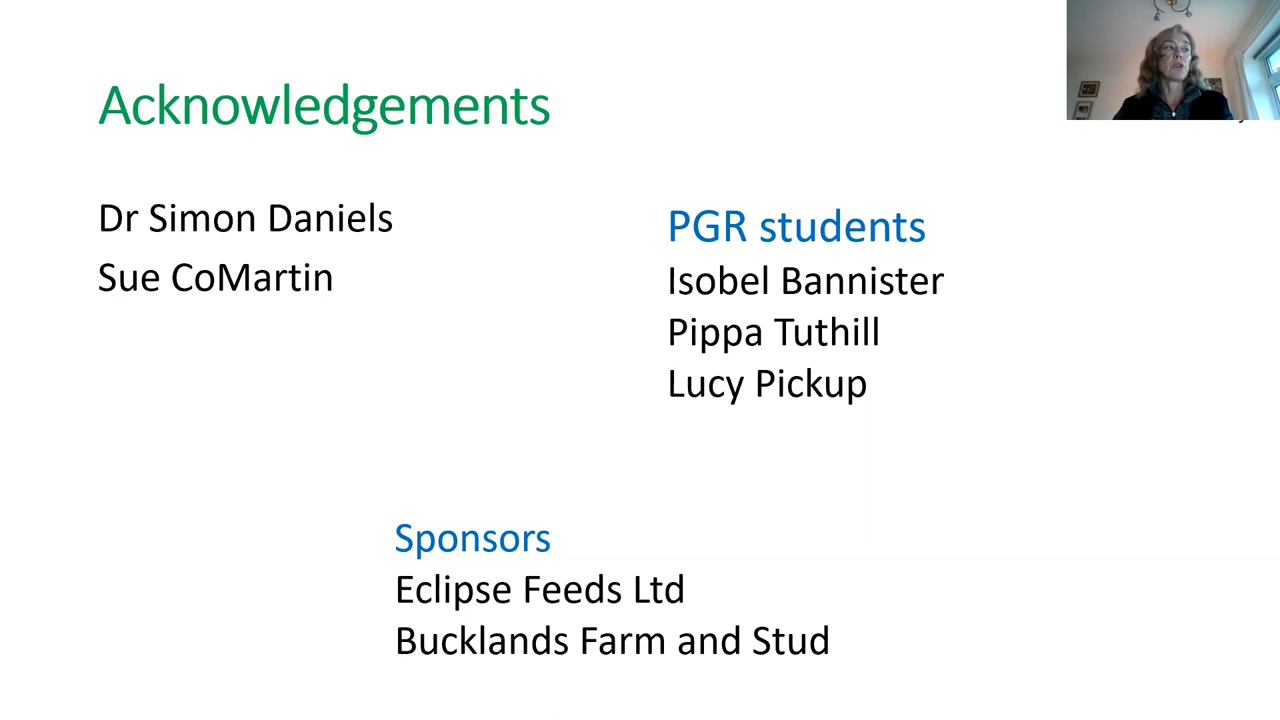 Acknowledgements
Dr Simon Daniels
Sue CoMartin
PGR students
Isobel Bannister
Pippa Tuthill
Lucy Pickup
Sponsors
Eclipse Feeds Ltd
Bucklands Farm and Stud